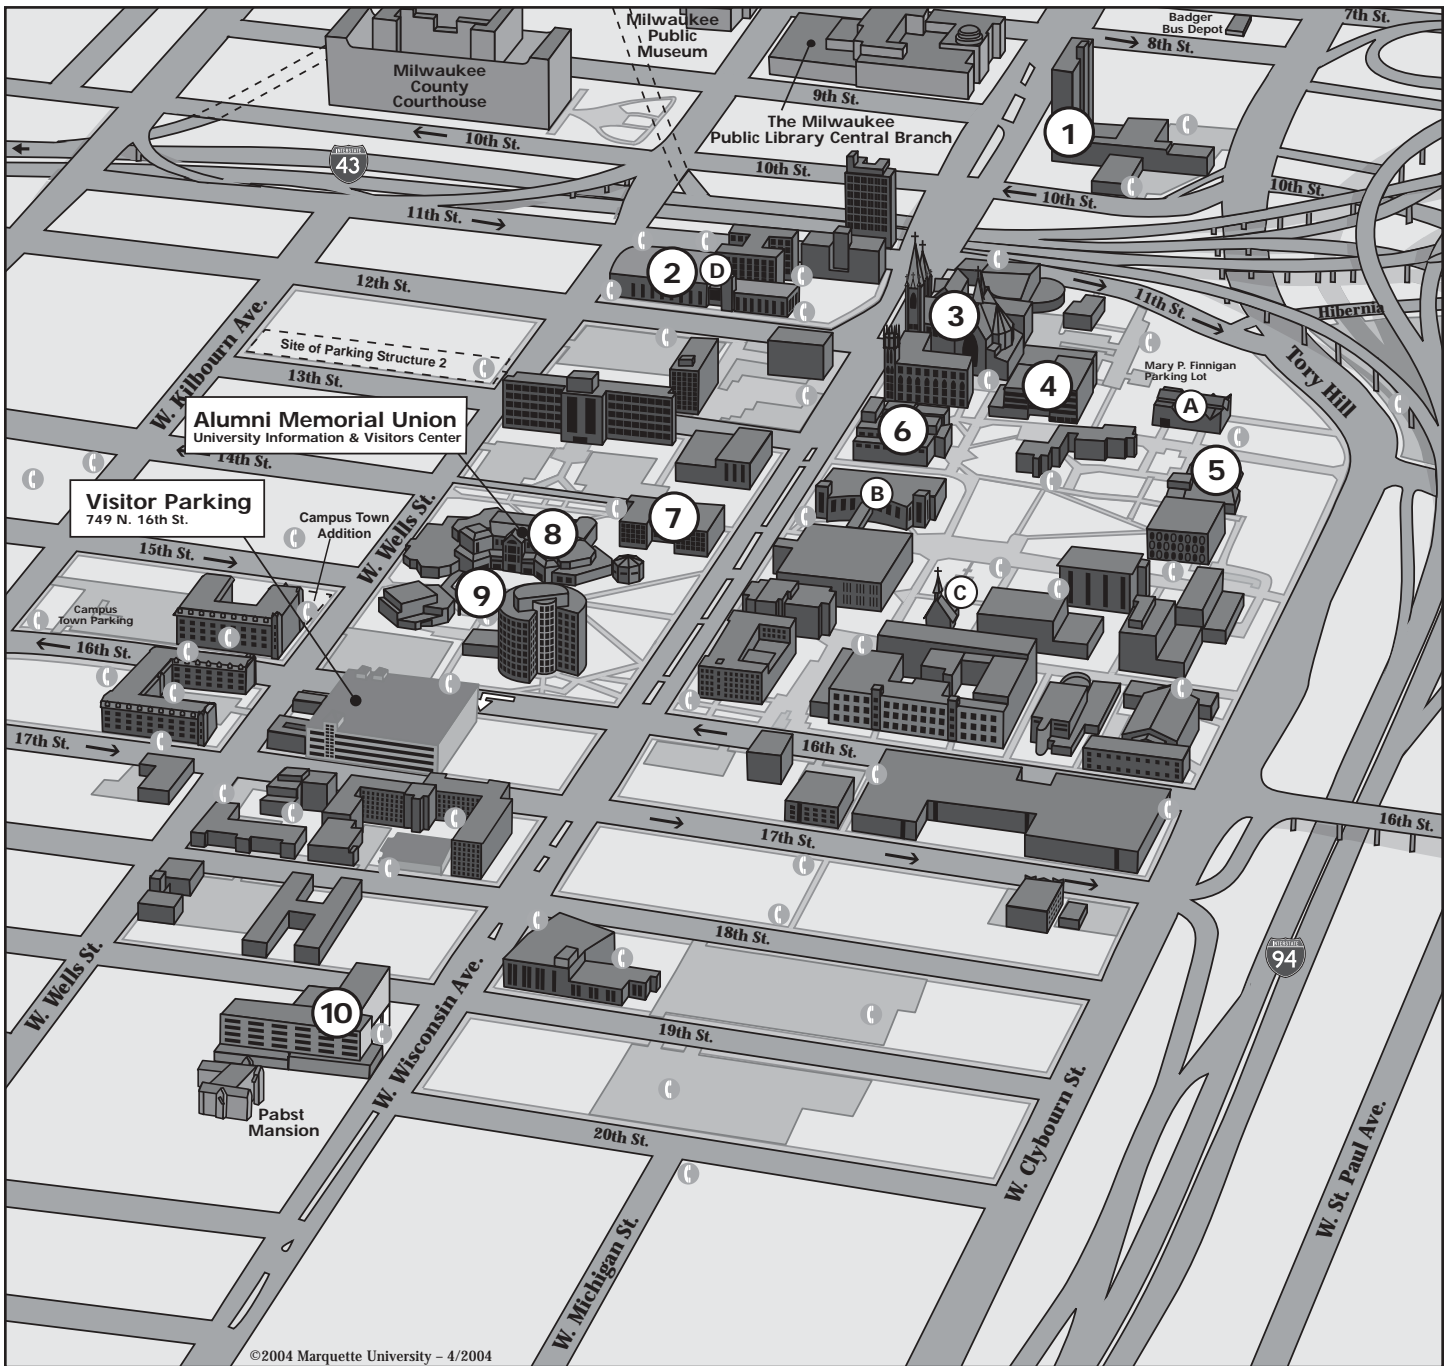 7th St.
Badger
Bus Depot
8th St.
Milwaukee
Public
Museum
Milwaukee
County
Courthouse
9th St.
The Milwaukee
Public Library Central Branch
1
10th St.
INTERSTATE
43
10th St.
10th St.
10th St.
11th St.
2
D
12th St.
11th St.
Hibernia
3
Site of Parking Structure 2
13th St.
W. Kilbourn Ave.
Tory Hill
Mary P. Finnigan
Parking Lot
4
A
Alumni Memorial Union
University Information & Visitors Center
6
14th St.
5
Visitor Parking
749 N. 16th St.
B
7
Campus Town
Addition
8
W. Wells St.
15th St.
9
C
Campus
Town Parking
16th St.
17th St.
16th St.
16th St.
17th St.
18th St.
INTERSTATE
94
W. Wells St.
10
W. Wisconsin Ave.
19th St.
Pabst
Mansion
20th St.
W. Clybourn St.
W. St. Paul Ave.
W. Michigan St.
©2004 Marquette University – 4/2004